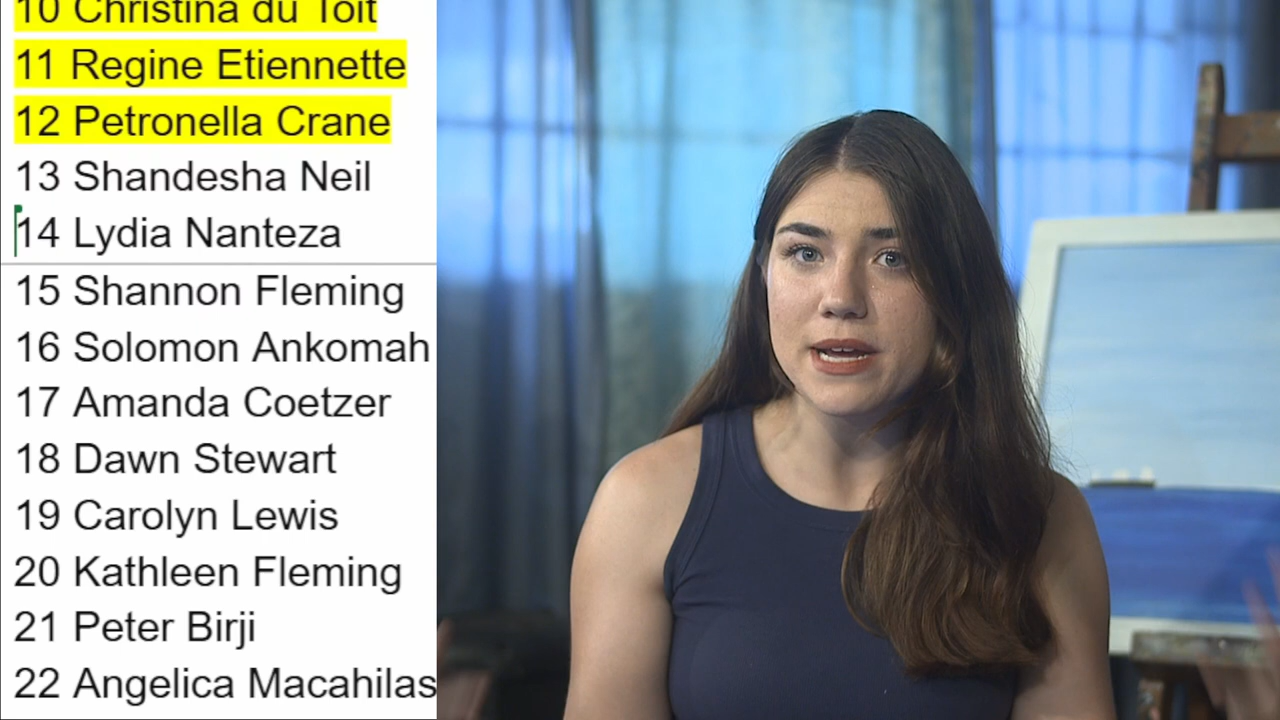 10 Christina du Toit
11 Regine Etiennette
12 Petronella Crane
13 Shandesha Neil
14 Lydia Nanteza
15 Shannon Fleming
16 Solomon Ankomah
17 Amanda Coetzer
18 Dawn Stewart
19 Carolyn Lewis
20 Kathleen Fleming
21 Peter Birji
22 Angelica Macahilas